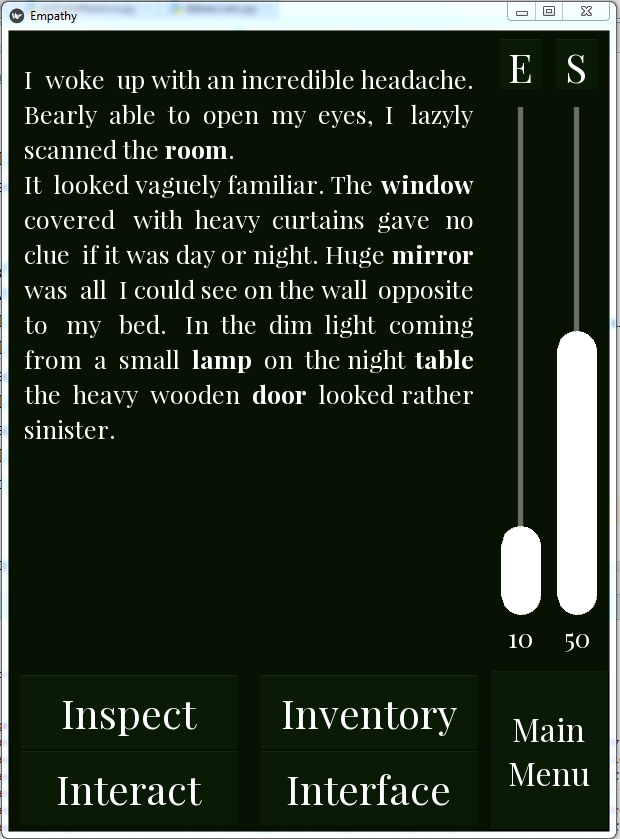 Empathy
I woke up with an incredible headache.
Bearly able to open my eyes, I lazyly
scanned the room.
It looked vaguely familiar. The window
covered with heavy curtains gave no
clue if it was day or night. Huge mirror
was all I could see on the wall opposite
to my bed. In the dim light coming
from a small lamp on the night table
the heavy wooden door looked rather
sinister.
E S
10 50
Inspect Inventory
Interact Interface
Main
Menu